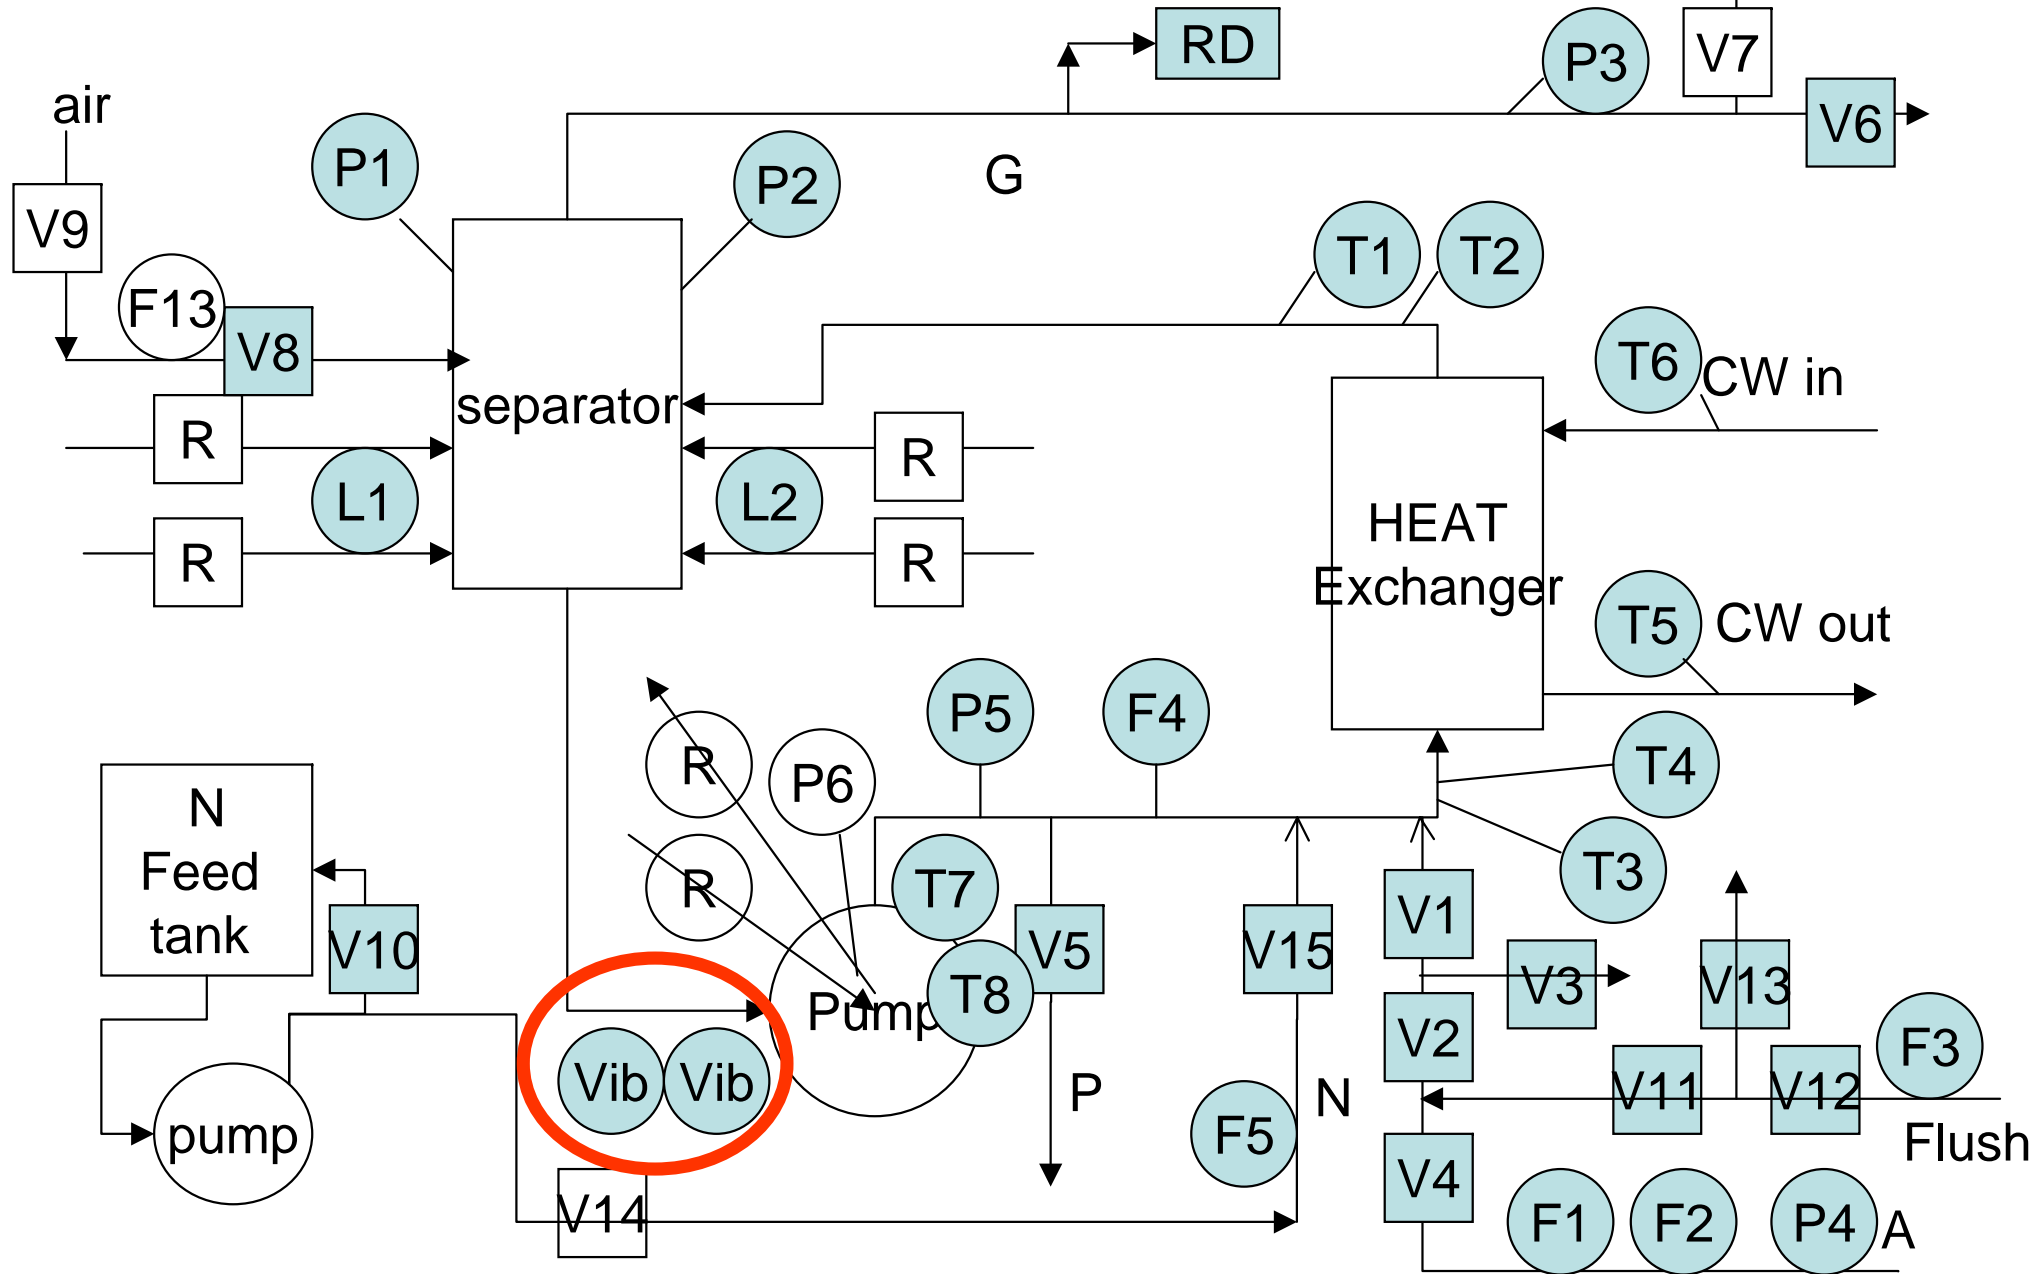 RD
P3
V7
air
V6
P1
P2
G
V9
T1
T2
F13
V8
T6
CW in
separator
R
R
L1
L2
HEAT
Exchanger
R
R
T5
CW out
P5
F4
R
P6
T4
N
Feed
tank
R
T7
T3
V10
V5
V15
V1
V3
V13
Pump
T8
V2
F3
Vib
Vib
P
N
V11
V12
pump
F5
Flush
V4
V14
F1
F2
P4
A